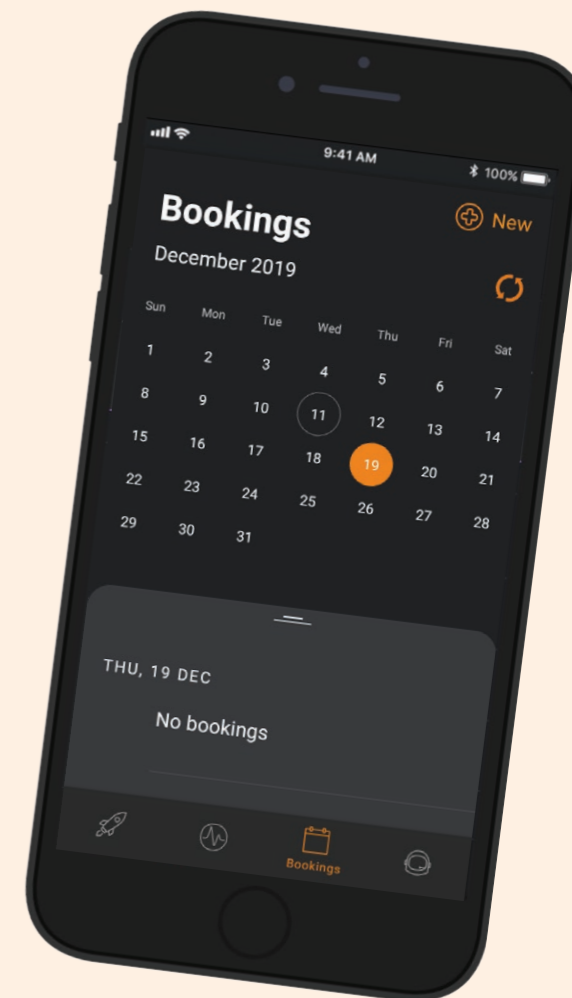 9:41 AM
100%
Bookings
New
December 2019
Sun Mon Tue Wed Thu Fri Sat
1 2 3 4 5 6 7
8 9 10 11 12 13 14
15 16 17 18 19 20 21
22 23 24 25 26 27 28
29 30 31
THU, 19 DEC
No bookings
Bookings